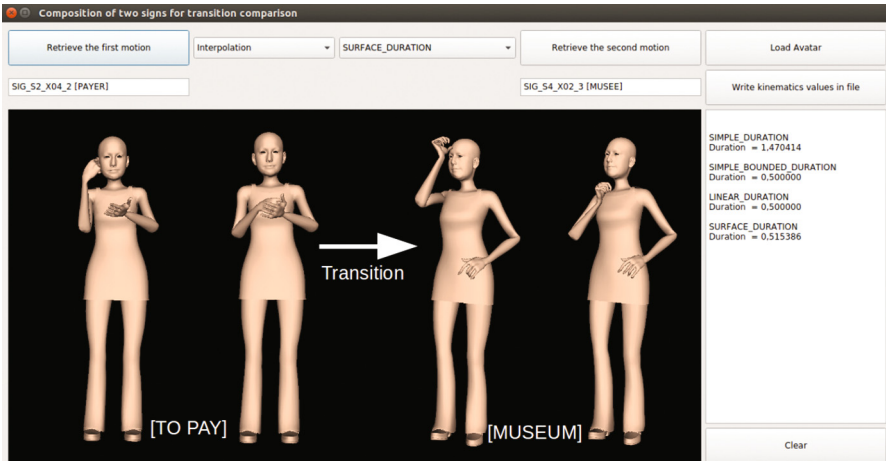 Composition of two signs for transition comparison
Retrieve the first motion
Interpolation
SURFACE_DURATION
Retrieve the second motion
Load Avatar
SIG_S2_X04_2 [PAYER]
SIG_S4_X02_3 [MUSEE]
Write kinematics values in file
SIMPLE_DURATION
Duration = 1,470414
SIMPLE_BOUNDED_DURATION
Duration = 0,500000
LINEAR_DURATION
Duration = 0,500000
SURFACE_DURATION
Duration = 0,515386
Transition
[TO PAY]
[MUSEUM]
Clear